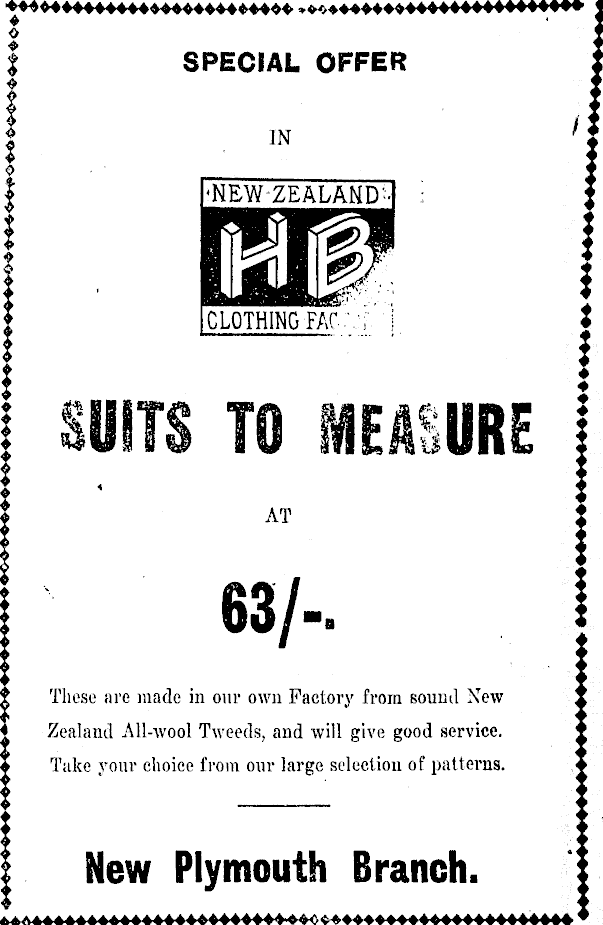 SPECIAL OFFER
IN
NEW ZEALAND
HB
CLOTHING
SUITS TO MEASURE
AT
63/-.
These are made in our own Factory from sound New
Zealand All-wool Tweeds, and will give good service.
Take your choice from our large selection of patterns.
New Plymouth Branch.